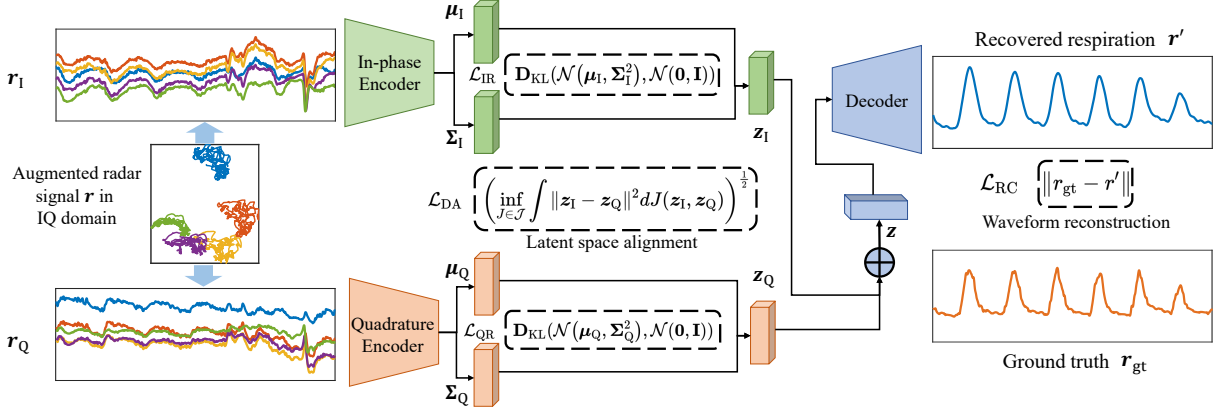 r_I
In-phase
Encoder
μ_I
Σ_I
ℒ_IR
D_KL(𝒩(μ_I, Σ_I^2), 𝒩(0, I))
z_I
Decoder
Recovered respiration r′
Augmented radar
signal r in
IQ domain
ℒ_DA
(inf_{J∈𝒥} ∫ ‖z_I − z_Q‖^2 dJ(z_I, z_Q))^{1/2}
Latent space alignment
z
ℒ_RC
‖r_gt − r′‖
Waveform reconstruction
r_Q
Quadrature
Encoder
μ_Q
Σ_Q
ℒ_QR
D_KL(𝒩(μ_Q, Σ_Q^2), 𝒩(0, I))
z_Q
Ground truth r_gt